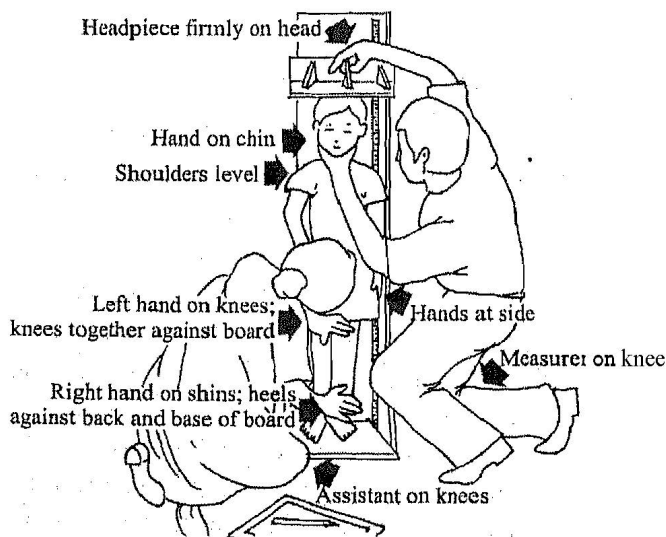 Headpiece firmly on head
Hand on chin
Shoulders level
Left hand on knees;
knees together against board
Hands at side
Measurer on knee
Right hand on shins; heels
against back and base of board
Assistant on knees